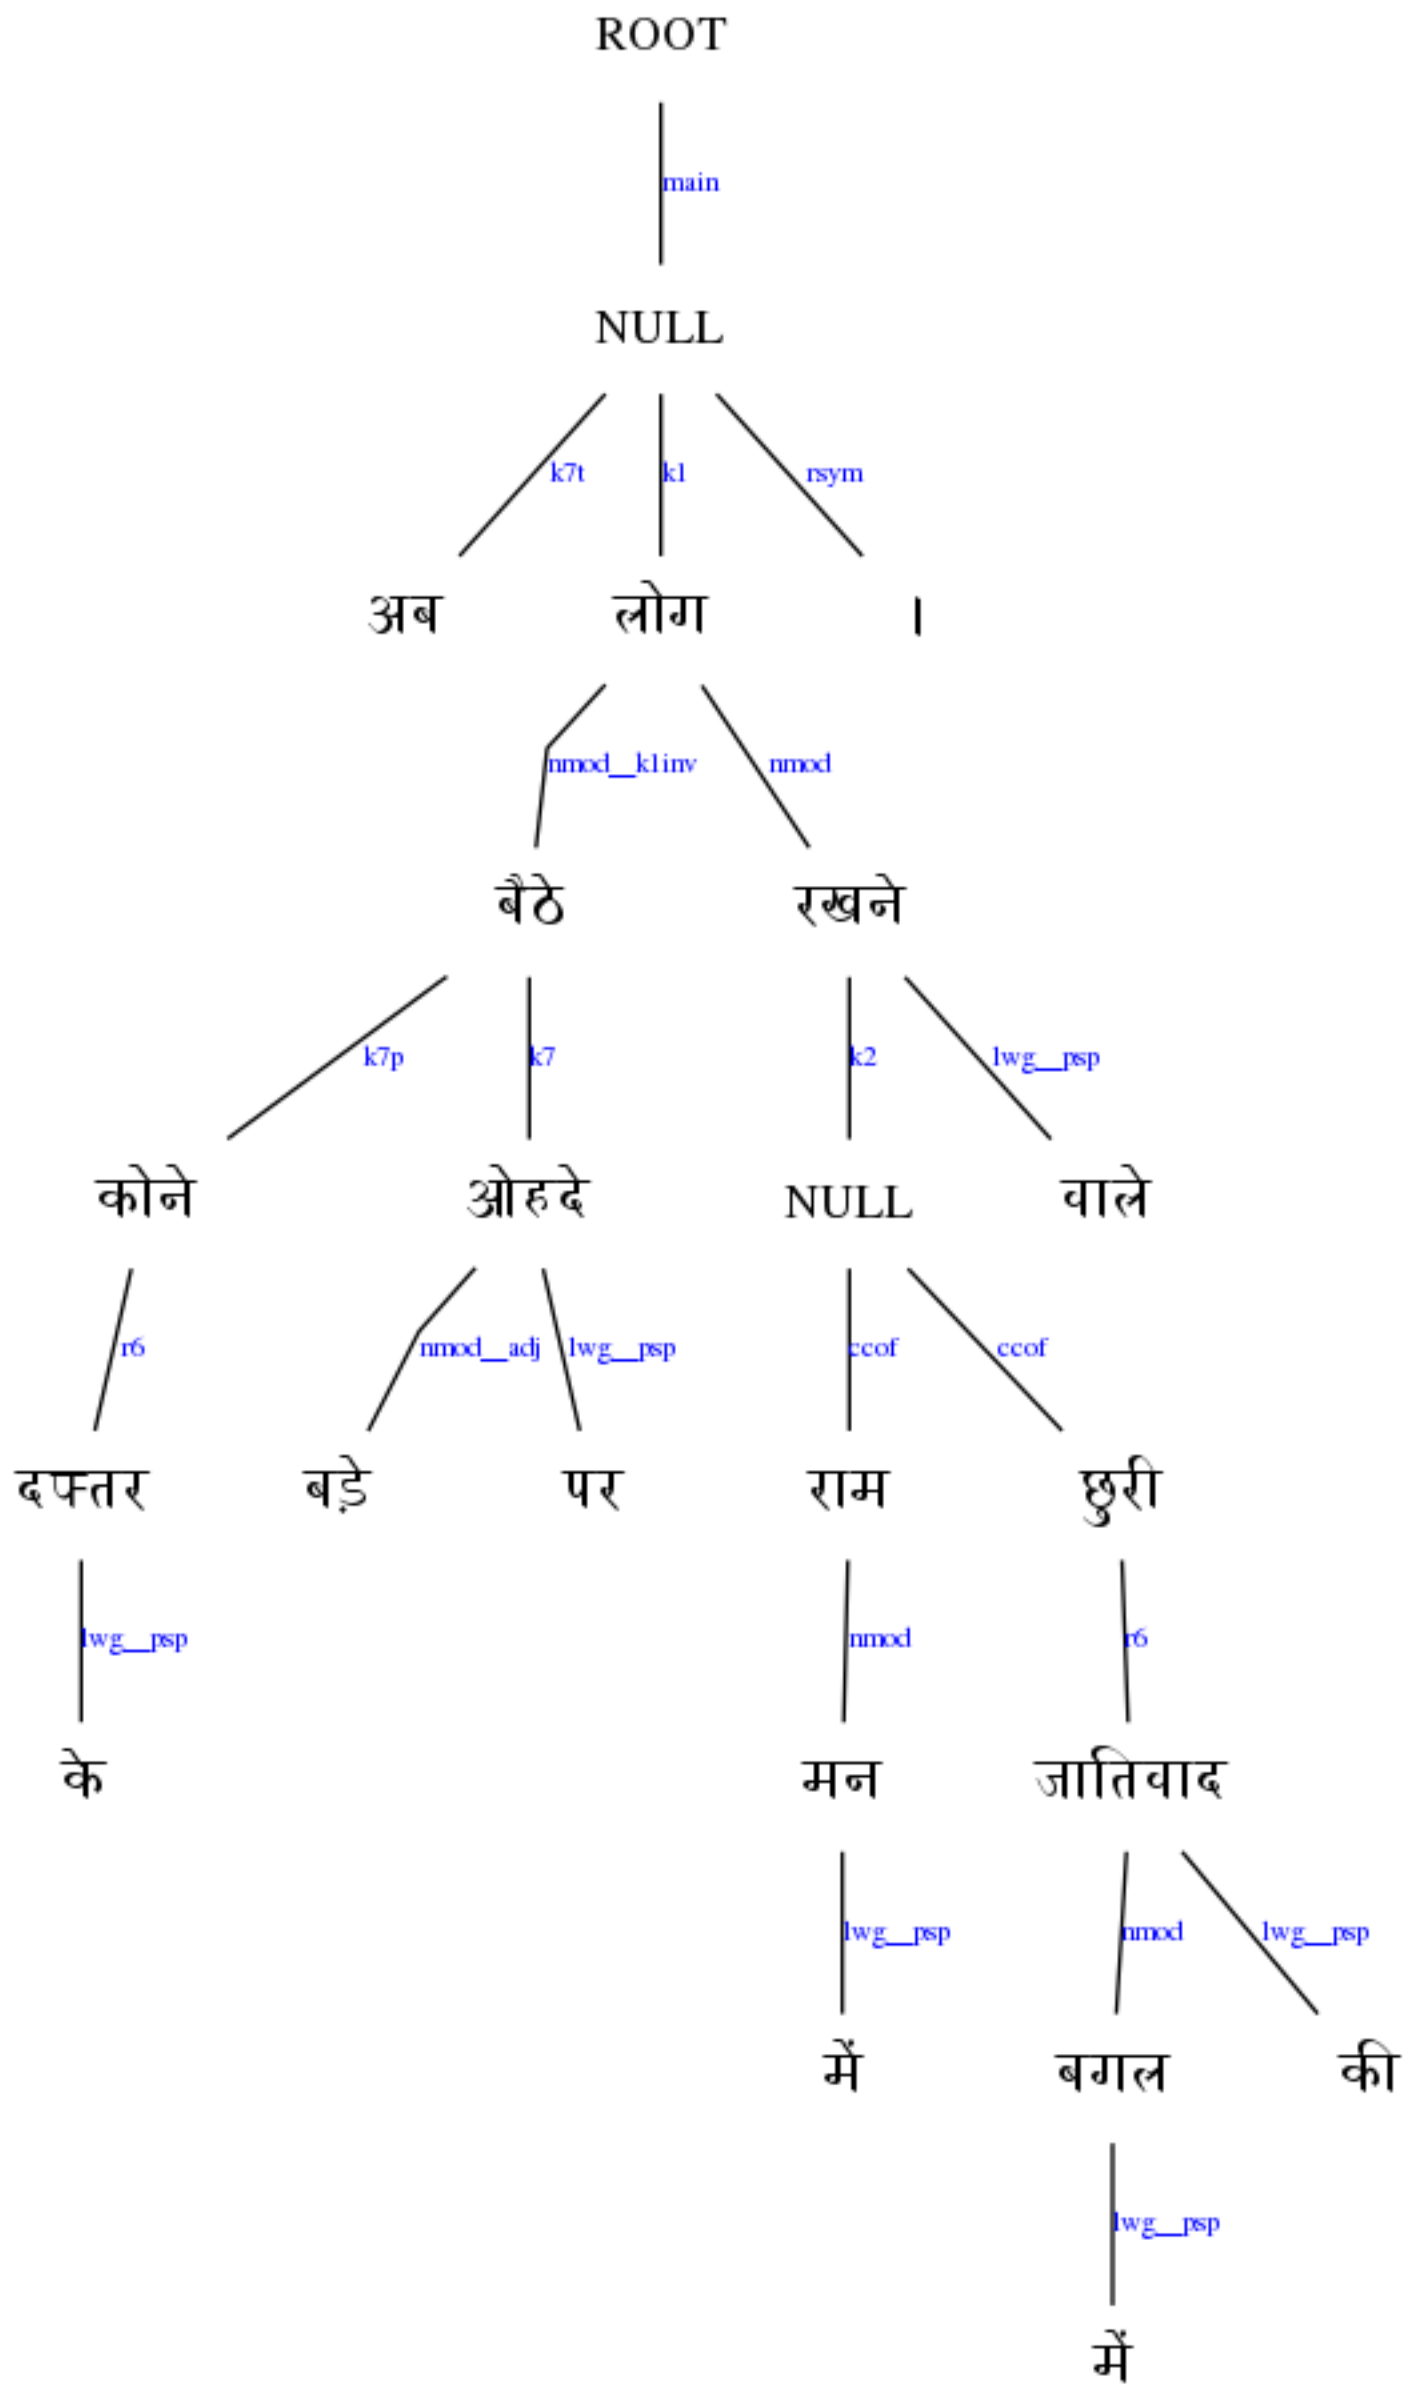 ROOT
main
NULL
k7t k1 rsym
अब लोग ।
nmod__k1inv nmod
बैठे रखने
k7p k7 k2 lwg__psp
कोने ओहदे NULL वाले
r6 nmod__adj lwg__psp ccof ccof
दफ्तर बड़े पर राम छुरी
lwg__psp nmod r6
के मन जातिवाद
lwg__psp nmod lwg__psp
में बगल की
lwg__psp
में